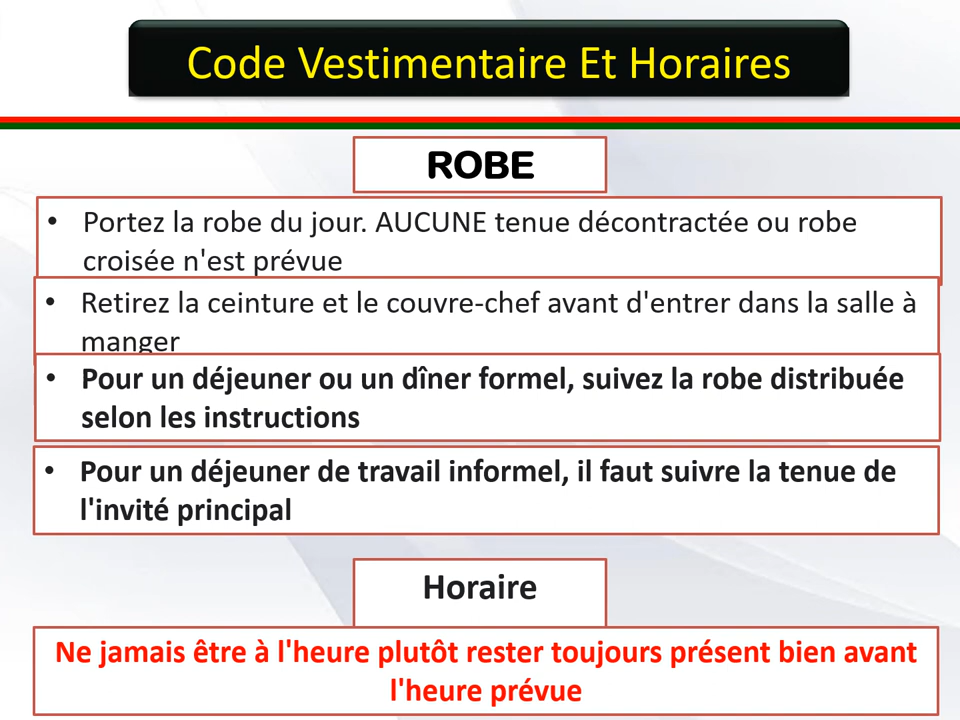 Code Vestimentaire Et Horaires
ROBE
• Portez la robe du jour. AUCUNE tenue décontractée ou robe
croisée n'est prévue
• Retirez la ceinture et le couvre-chef avant d'entrer dans la salle à
manger
• Pour un déjeuner ou un dîner formel, suivez la robe distribuée
selon les instructions
• Pour un déjeuner de travail informel, il faut suivre la tenue de
l'invité principal
Horaire
Ne jamais être à l'heure plutôt rester toujours présent bien avant
l'heure prévue